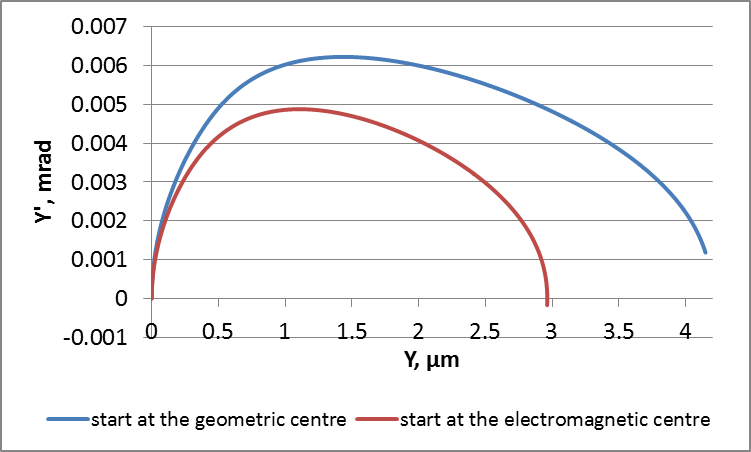 0.007
0.006
0.005
0.004
0.003
0.002
0.001
0
-0.001
Y', mrad
0 0.5 1 1.5 2 2.5 3 3.5 4
Y, µm
start at the geometric centre start at the electromagnetic centre